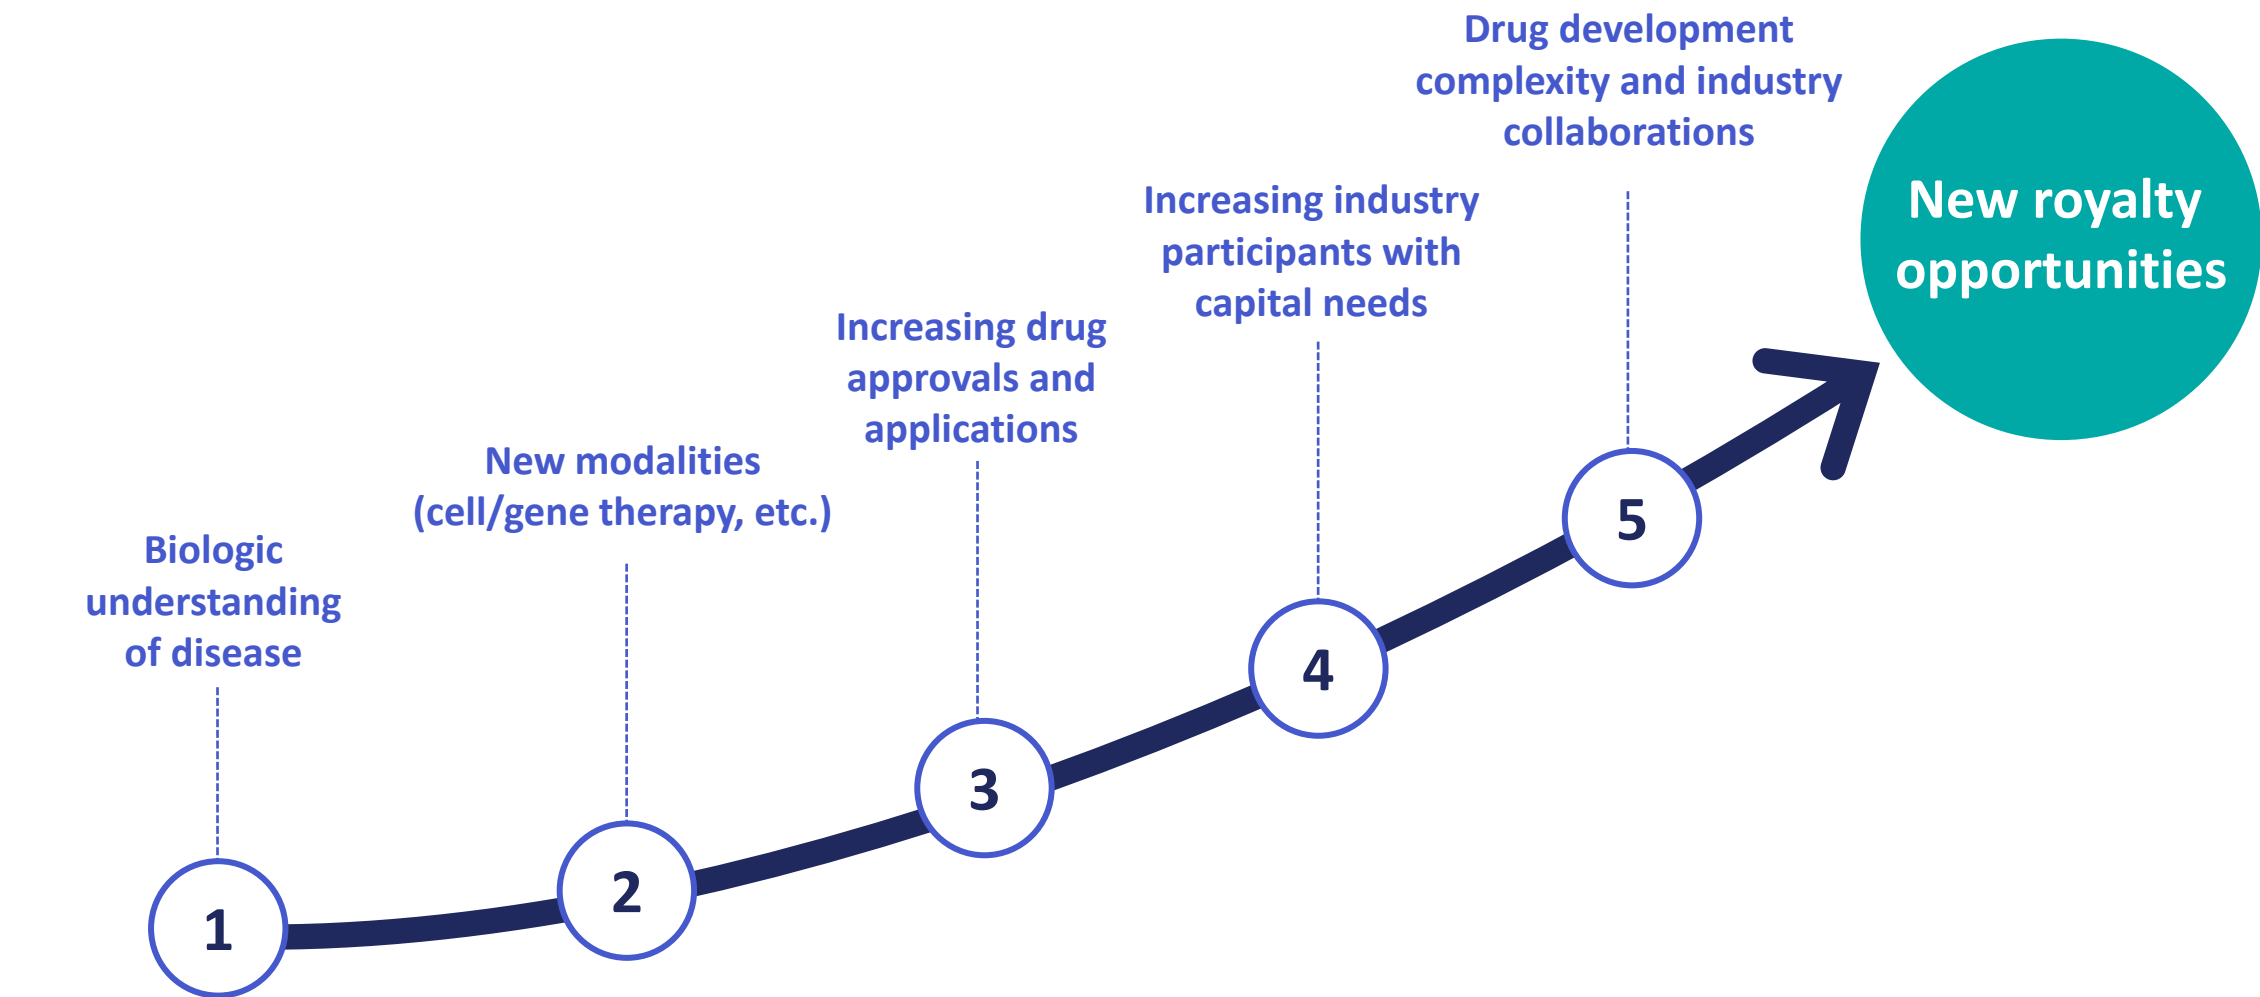 Biologic
understanding
of disease
1
New modalities
(cell/gene therapy, etc.)
2
Increasing drug
approvals and
applications
3
Increasing industry
participants with
capital needs
4
Drug development
complexity and industry
collaborations
5
New royalty
opportunities